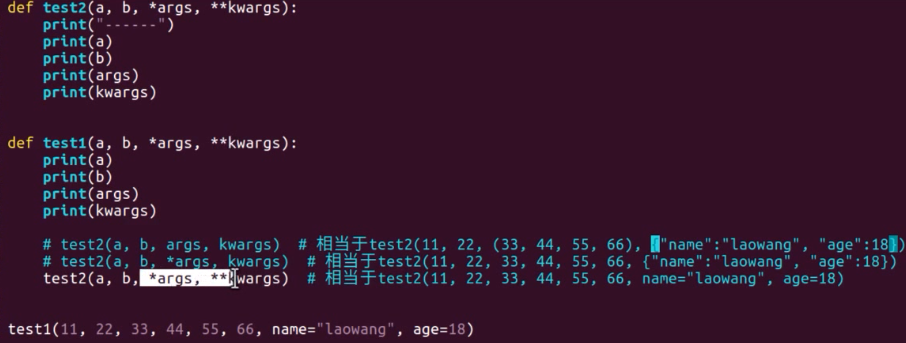 def test2(a, b, *args, **kwargs):
    print("------")
    print(a)
    print(b)
    print(args)
    print(kwargs)
def test1(a, b, *args, **kwargs):
    print(a)
    print(b)
    print(args)
    print(kwargs)
    # test2(a, b, args, kwargs)  # 相当于test2(11, 22, (33, 44, 55, 66), {"name":"laowang", "age":18})
    # test2(a, b, *args, kwargs)  # 相当于test2(11, 22, 33, 44, 55, 66, {"name":"laowang", "age":18})
    test2(a, b, *args, **kwargs)  # 相当于test2(11, 22, 33, 44, 55, 66, name="laowang", age=18)
test1(11, 22, 33, 44, 55, 66, name="laowang", age=18)